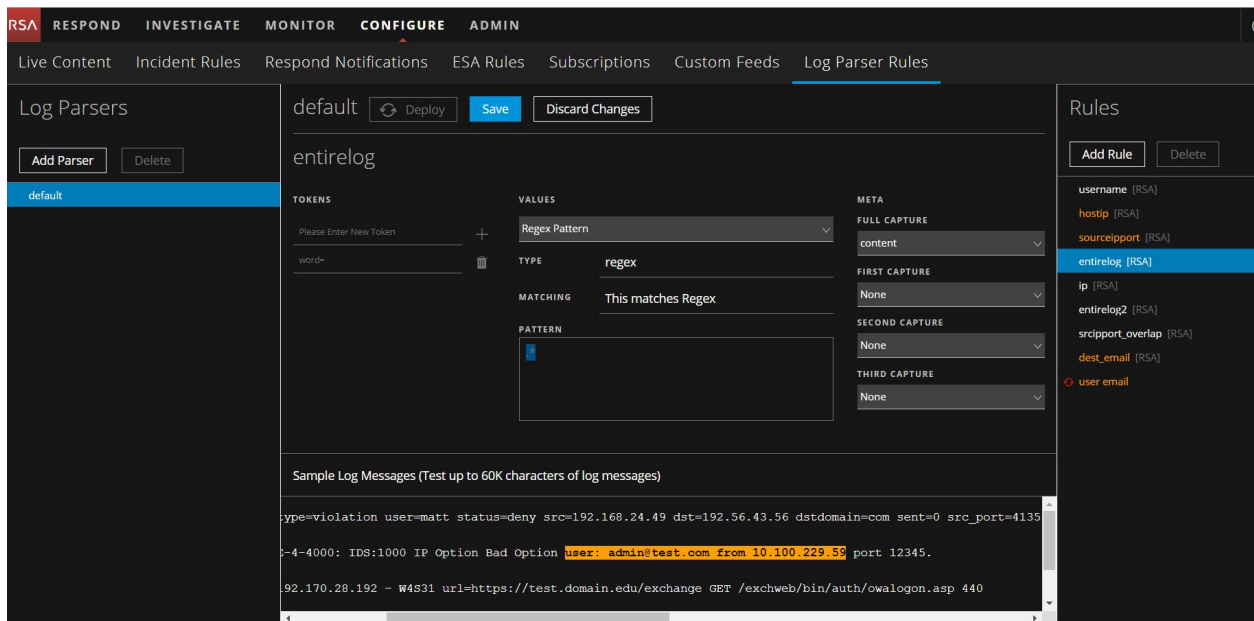 RSA RESPOND INVESTIGATE MONITOR CONFIGURE ADMIN
Live Content Incident Rules Respond Notifications ESA Rules Subscriptions Custom Feeds Log Parser Rules
Log Parsers
Add Parser Delete
default
default Deploy Save Discard Changes
entirelog
TOKENS
Please Enter New Token
word=
VALUES
Regex Pattern
TYPE regex
MATCHING This matches Regex
PATTERN
.*
META
FULL CAPTURE
content
FIRST CAPTURE
None
SECOND CAPTURE
None
THIRD CAPTURE
None
Sample Log Messages (Test up to 60K characters of log messages)
type=violation user=matt status=deny src=192.168.24.49 dst=192.56.43.56 dstdomain=com sent=0 src_port=4135
-4-4000: IDS:1000 IP Option Bad Option user: admin@test.com from 10.100.229.59 port 12345.
192.170.28.192 - W4S31 url=https://test.domain.edu/exchange GET /exchweb/bin/auth/owalogon.asp 440
Rules
Add Rule Delete
username [RSA]
hostip [RSA]
sourceipport [RSA]
entirelog [RSA]
ip [RSA]
entirelog2 [RSA]
srcipport_overlap [RSA]
dest_email [RSA]
user email